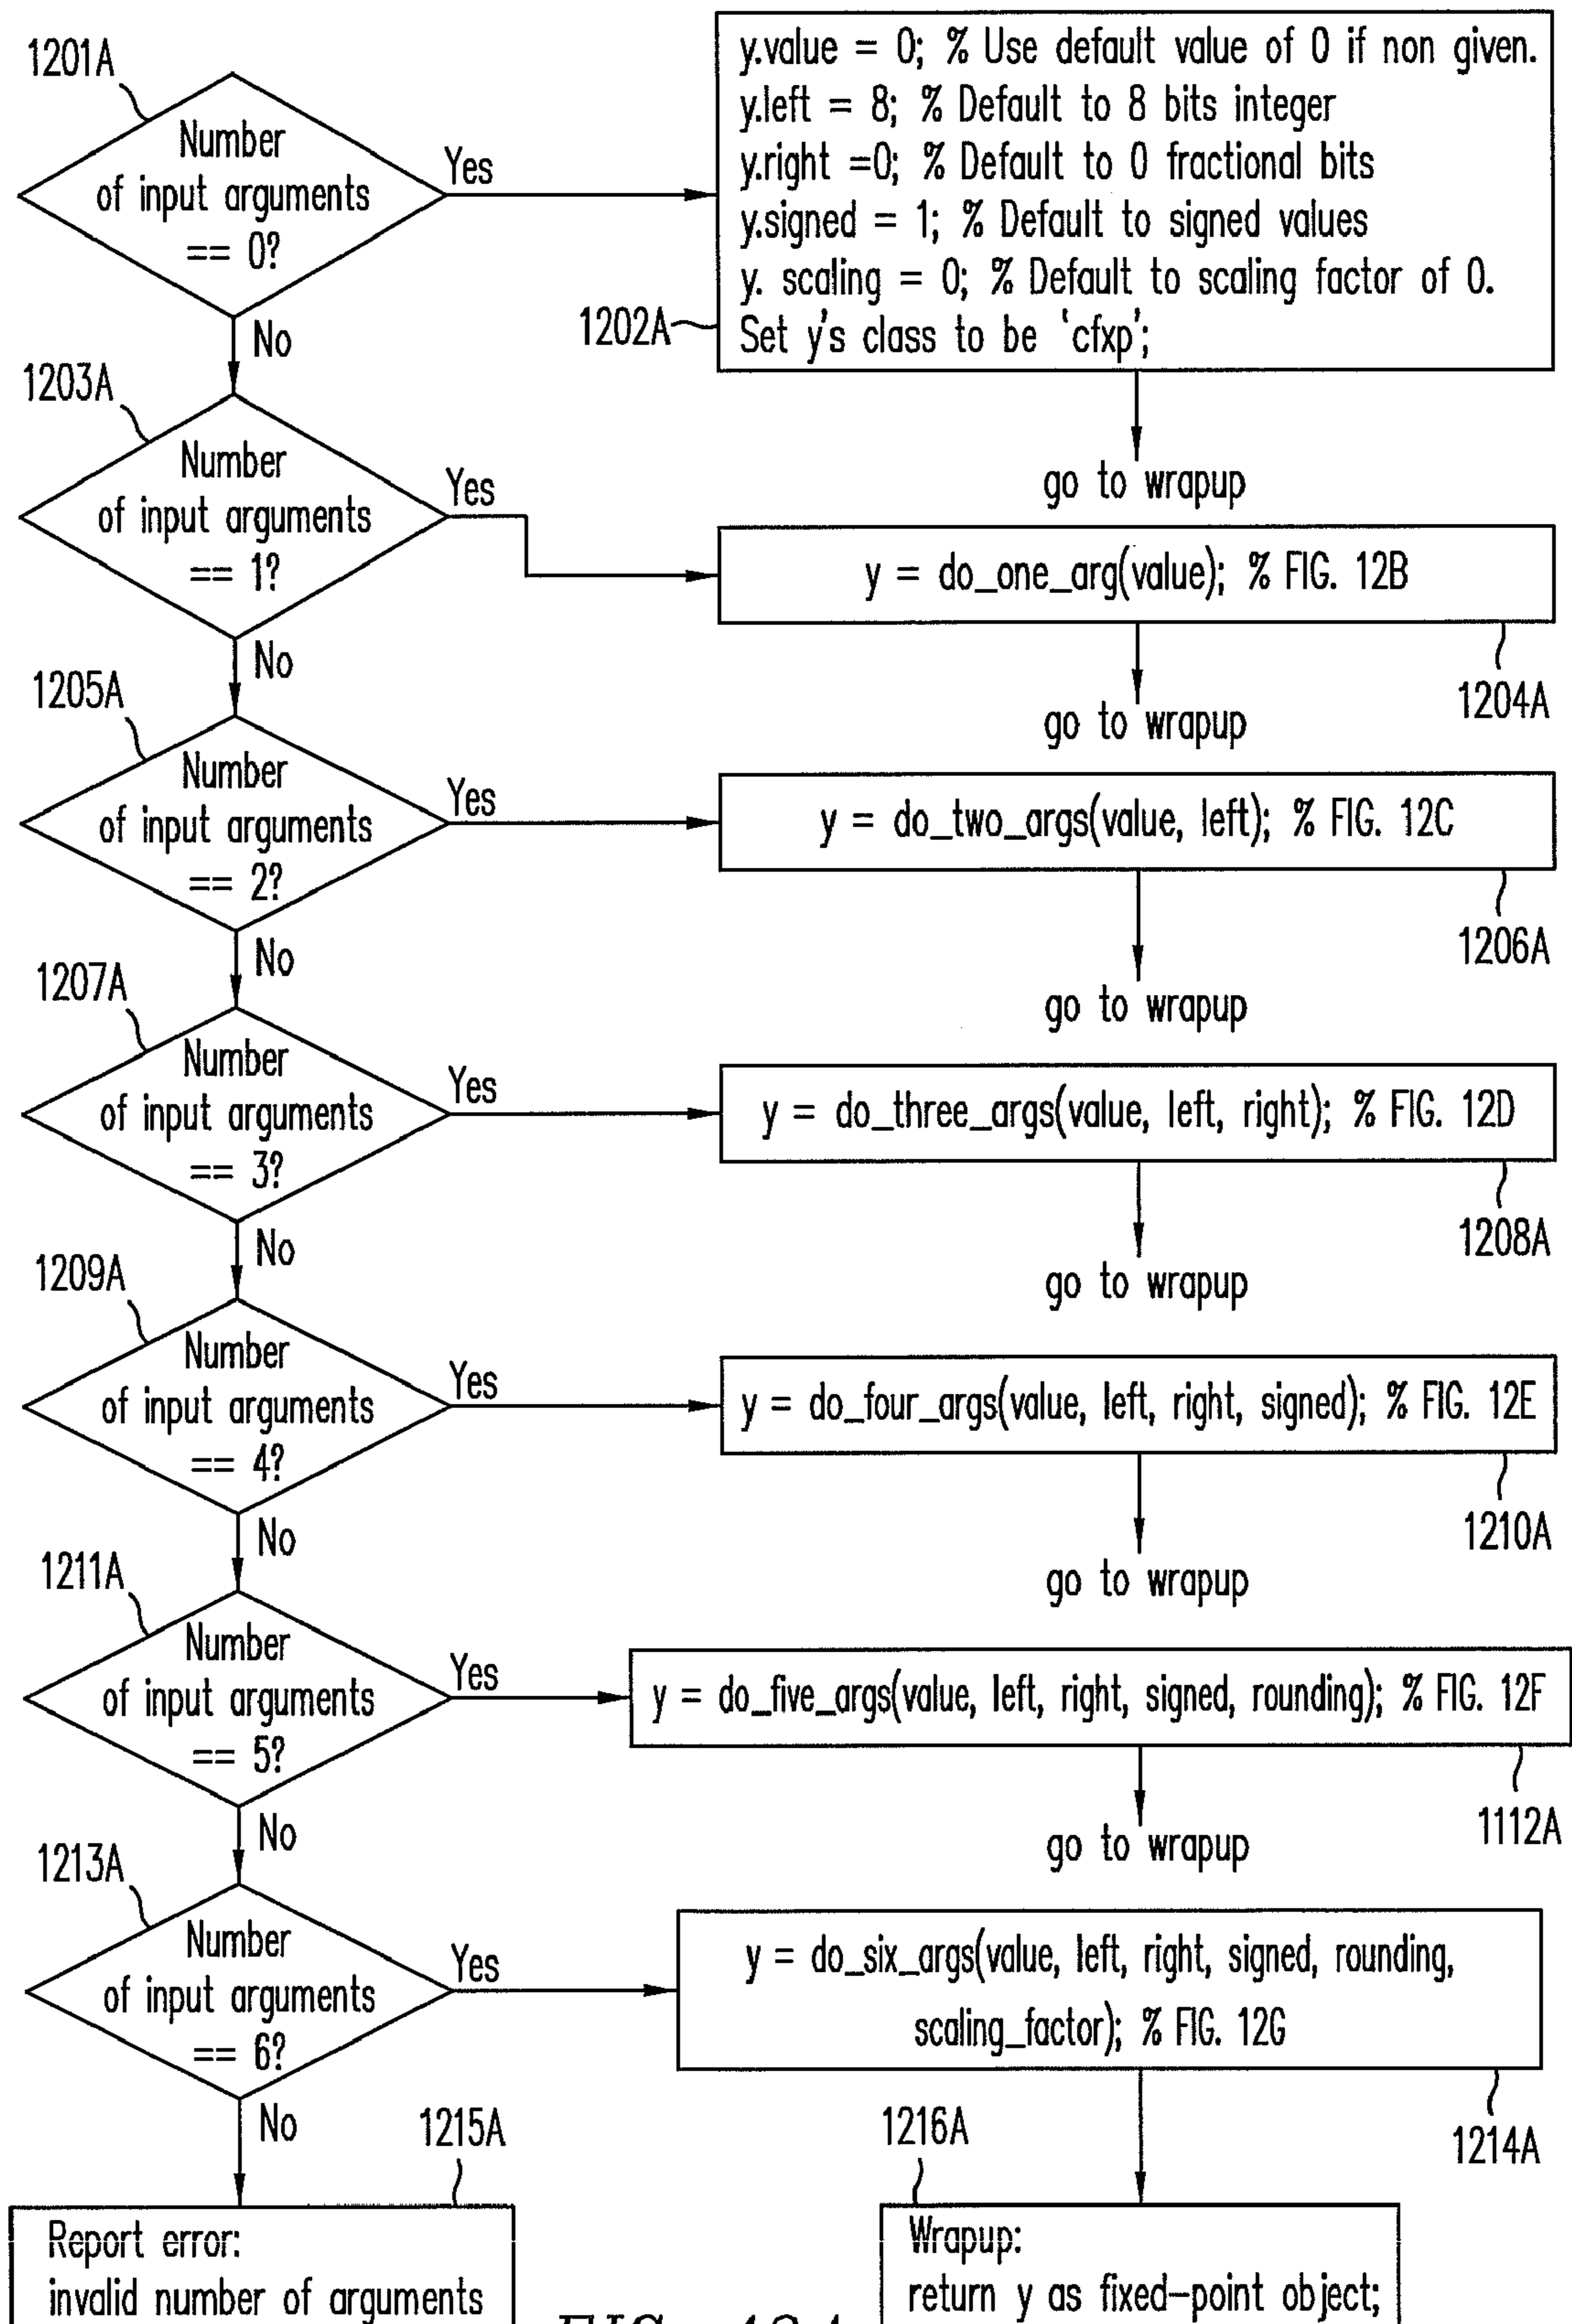 1201A
Number
of input arguments
== 0?
Yes
No
y.value = 0; % Use default value of 0 if non given.
y.left = 8; % Default to 8 bits integer
y.right =0; % Default to 0 fractional bits
y.signed = 1; % Default to signed values
y. scaling = 0; % Default to scaling factor of 0.
Set y's class to be 'cfxp';
1202A
go to wrapup
1203A
Number
of input arguments
== 1?
Yes
No
y = do_one_arg(value); % FIG. 12B
1204A
go to wrapup
1205A
Number
of input arguments
== 2?
Yes
No
y = do_two_args(value, left); % FIG. 12C
1206A
go to wrapup
1207A
Number
of input arguments
== 3?
Yes
No
y = do_three_args(value, left, right); % FIG. 12D
1208A
go to wrapup
1209A
Number
of input arguments
== 4?
Yes
No
y = do_four_args(value, left, right, signed); % FIG. 12E
1210A
go to wrapup
1211A
Number
of input arguments
== 5?
Yes
No
y = do_five_args(value, left, right, signed, rounding); % FIG. 12F
1112A
go to wrapup
1213A
Number
of input arguments
== 6?
Yes
No
y = do_six_args(value, left, right, signed, rounding,
scaling_factor); % FIG. 12G
1214A
1215A
Report error:
invalid number of arguments
1216A
Wrapup:
return y as fixed-point object;